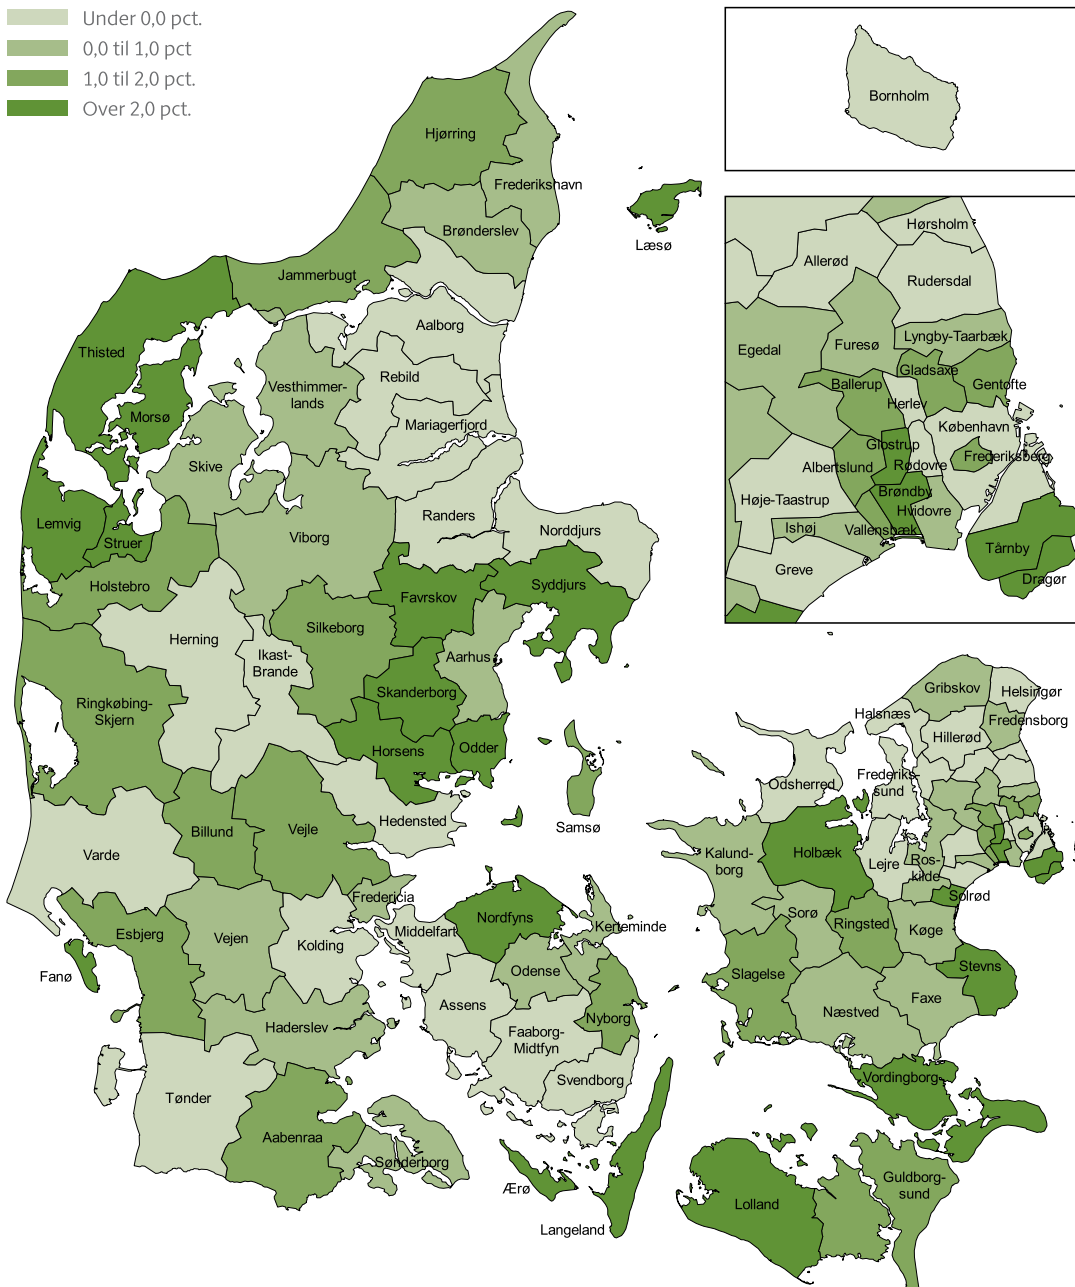 Under 0,0 pct.
0,0 til 1,0 pct
1,0 til 2,0 pct.
Over 2,0 pct.
Bornholm
Hjørring
Frederikshavn
Brønderslev
Læsø
Jammerbugt
Aalborg
Thisted
Rebild
Vesthimmer-
lands
Morsø
Mariagerfjord
Skive
Randers
Norddjurs
Lemvig
Struer
Viborg
Holstebro
Favrskov
Syddjurs
Silkeborg
Herning
Ikast-
Brande
Aarhus
Skanderborg
Ringkøbing-
Skjern
Horsens
Odder
Hedensted
Samsø
Billund
Vejle
Varde
Fredericia
Esbjerg
Vejen
Kolding
Middelfart
Nordfyns
Kerteminde
Fanø
Odense
Assens
Nyborg
Haderslev
Faaborg-
Midtfyn
Svendborg
Tønder
Aabenraa
Sønderborg
Ærø
Langeland
Hørsholm
Allerød
Rudersdal
Egedal
Furesø
Lyngby-Taarbæk
Gladsaxe
Ballerup
Gentofte
Herlev
København
Glostrup
Frederiksberg
Albertslund
Rødovre
Høje-Taastrup
Brøndby
Hvidovre
Ishøj
Vallensbæk
Greve
Tårnby
Dragør
Gribskov
Helsingør
Halsnæs
Fredensborg
Hillerød
Odsherred
Frederiks-
sund
Kalund-
borg
Holbæk
Lejre
Ros-
kilde
Solrød
Sorø
Ringsted
Køge
Slagelse
Stevns
Næstved
Faxe
Vordingborg
Guldborg-
sund
Lolland